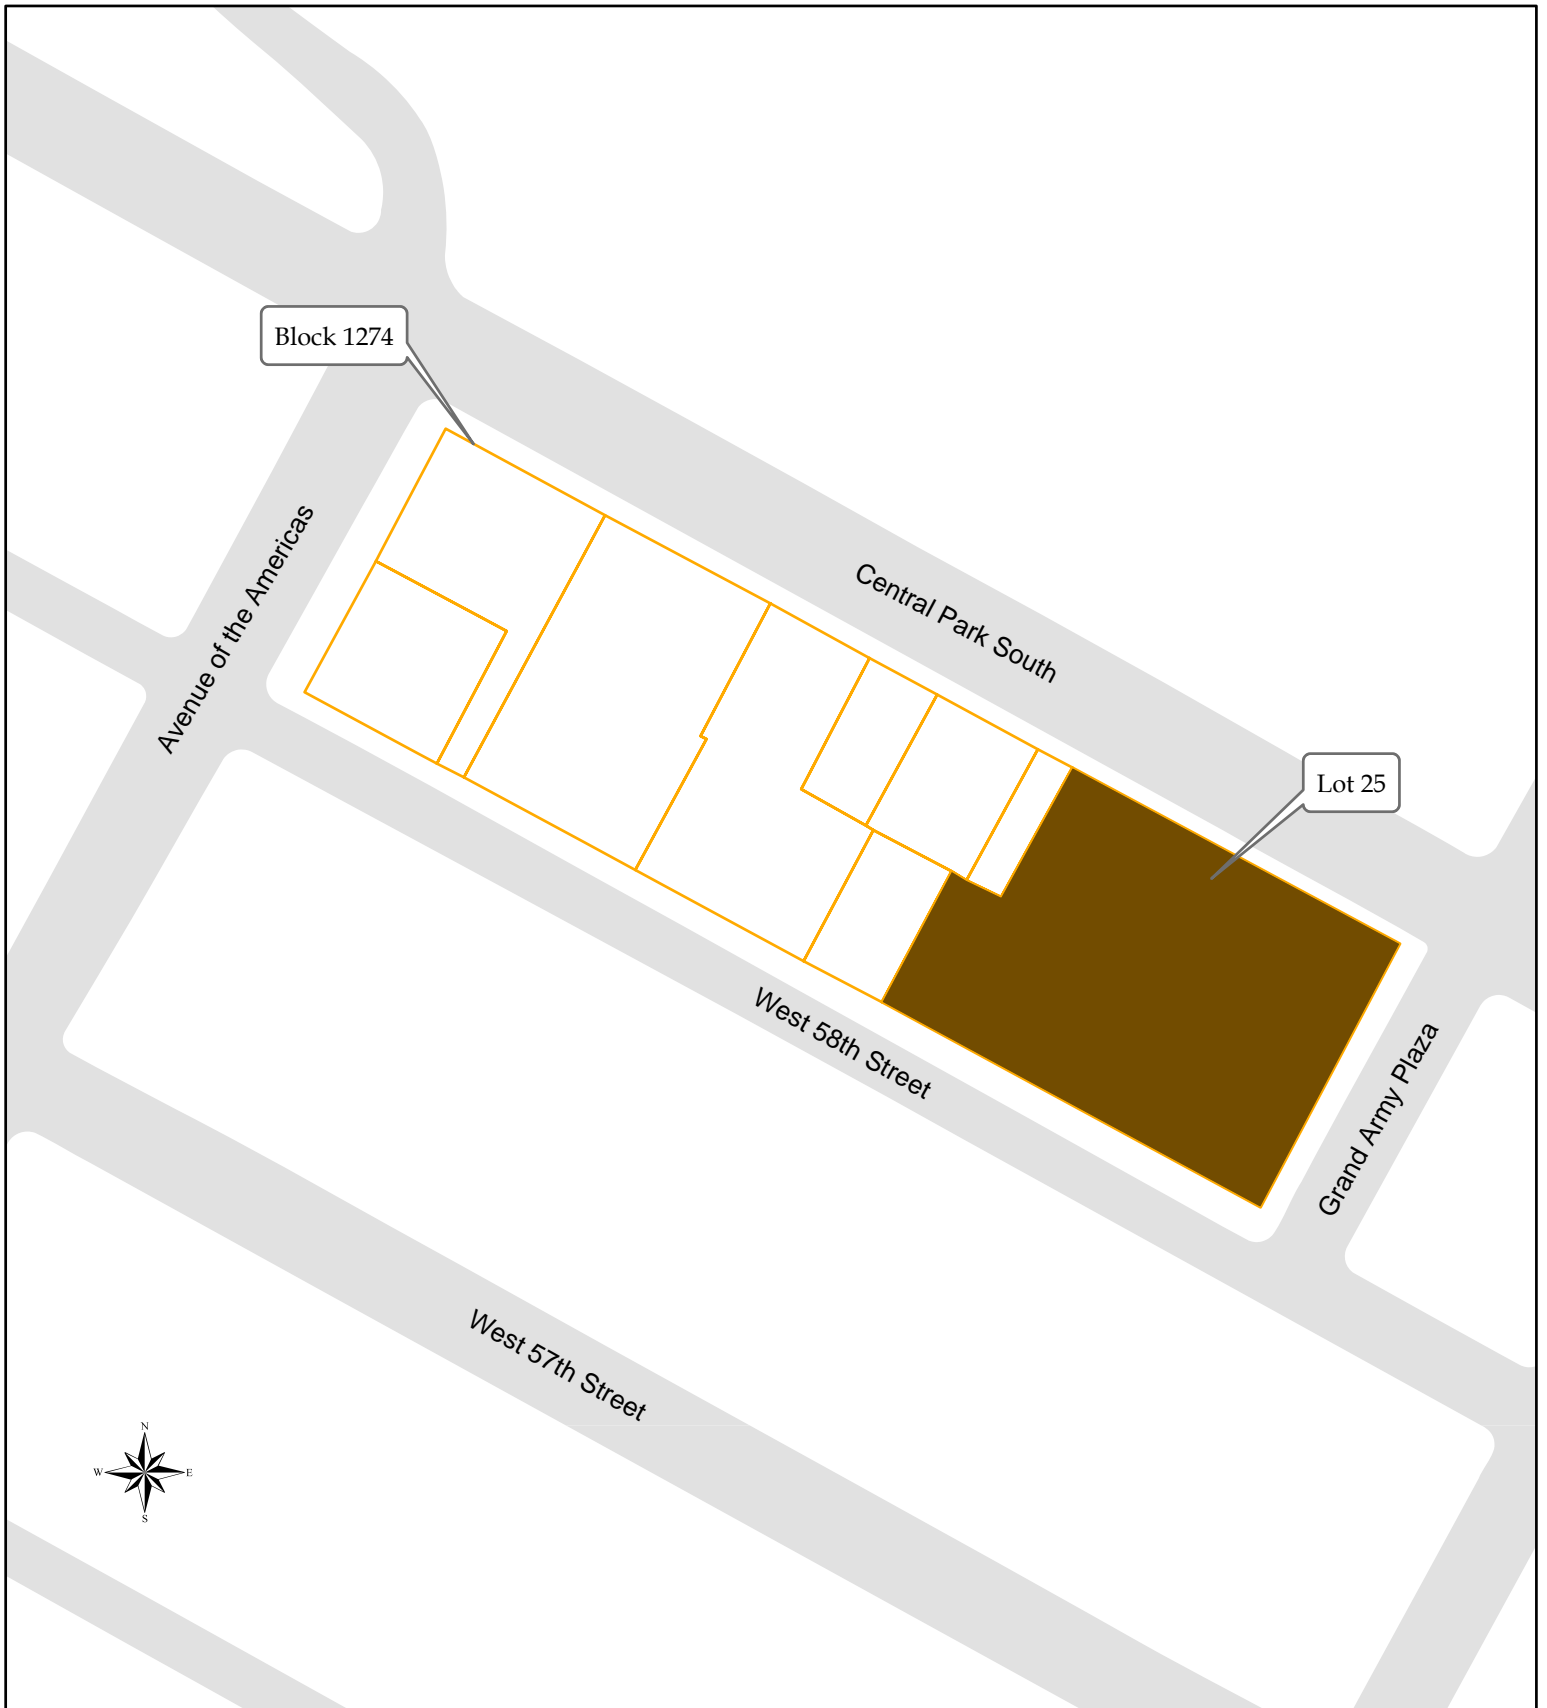 Block 1274
Avenue of the Americas
Central Park South
Lot 25
West 58th Street
Grand Army Plaza
West 57th Street
N
W E
S